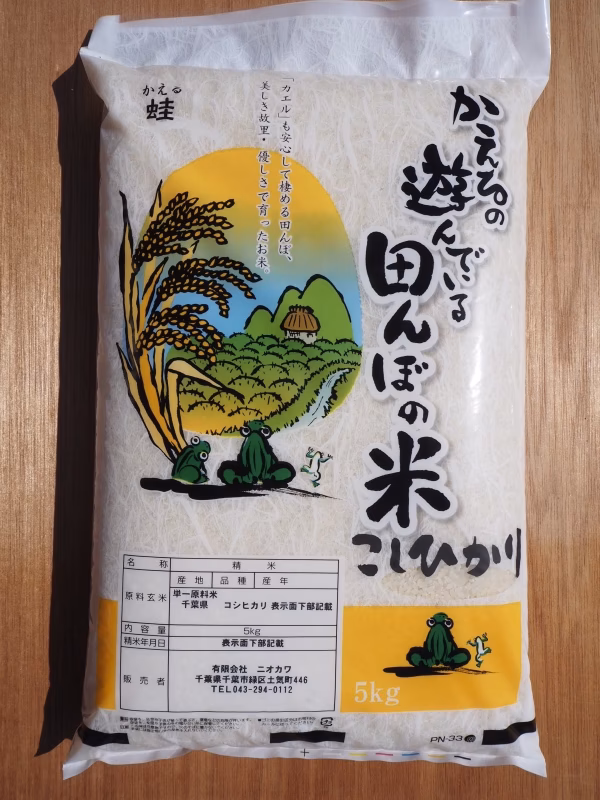 かえる
蛙
「カエル」も安心して棲める田んぼ、
美しき故里・優しさで育ったお米。
かえるの
遊んでいる
田んぼの米
こしひかり
名称 精米
産地 品種 産年
原料玄米 単一原料米
千葉県 コシヒカリ 表示面下部記載
内容量 5kg
精米年月日 表示面下部記載
販売者 有限会社 ニオカワ
千葉県千葉市緑区土気町446
TEL043-294-0112
5kg
PN-33